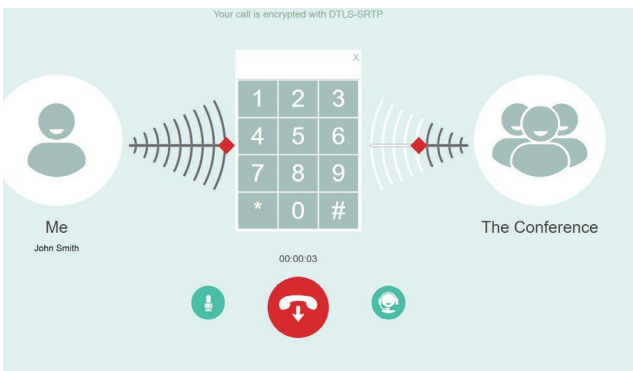 Your call is encrypted with DTLS-SRTP
X
1 2 3
4 5 6
7 8 9
* 0 #
Me
John Smith
The Conference
00:00:03